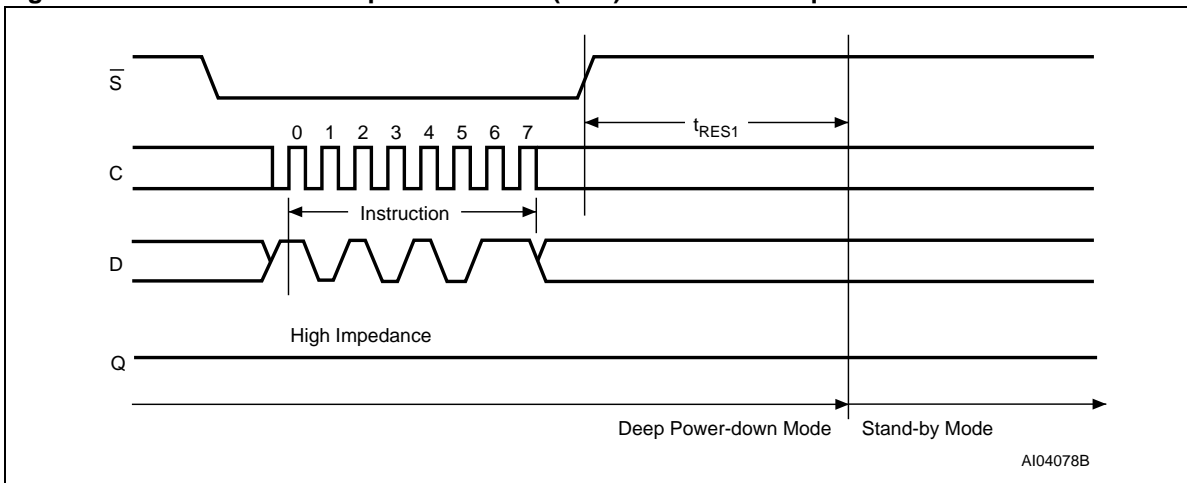 S
0 1 2 3 4 5 6 7
tRES1
C
Instruction
D
High Impedance
Q
Deep Power-down Mode Stand-by Mode
AI04078B